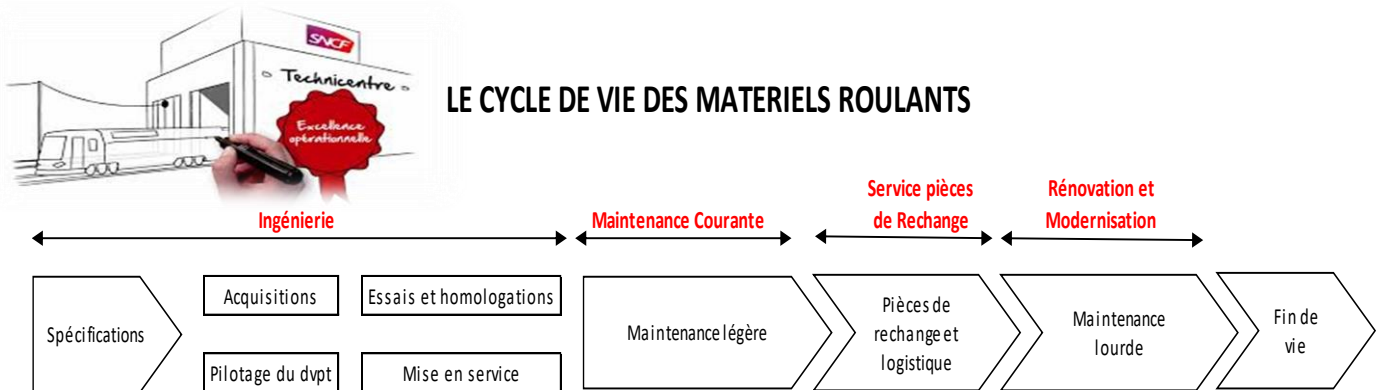 SNCF
Technicentre
Excellence
opérationnelle
LE CYCLE DE VIE DES MATERIELS ROULANTS
Ingénierie
Maintenance Courante
Service pièces
de Rechange
Rénovation et
Modernisation
Spécifications
Acquisitions
Essais et homologations
Pilotage du dvpt
Mise en service
Maintenance légère
Pièces de
rechange et
logistique
Maintenance
lourde
Fin de
vie